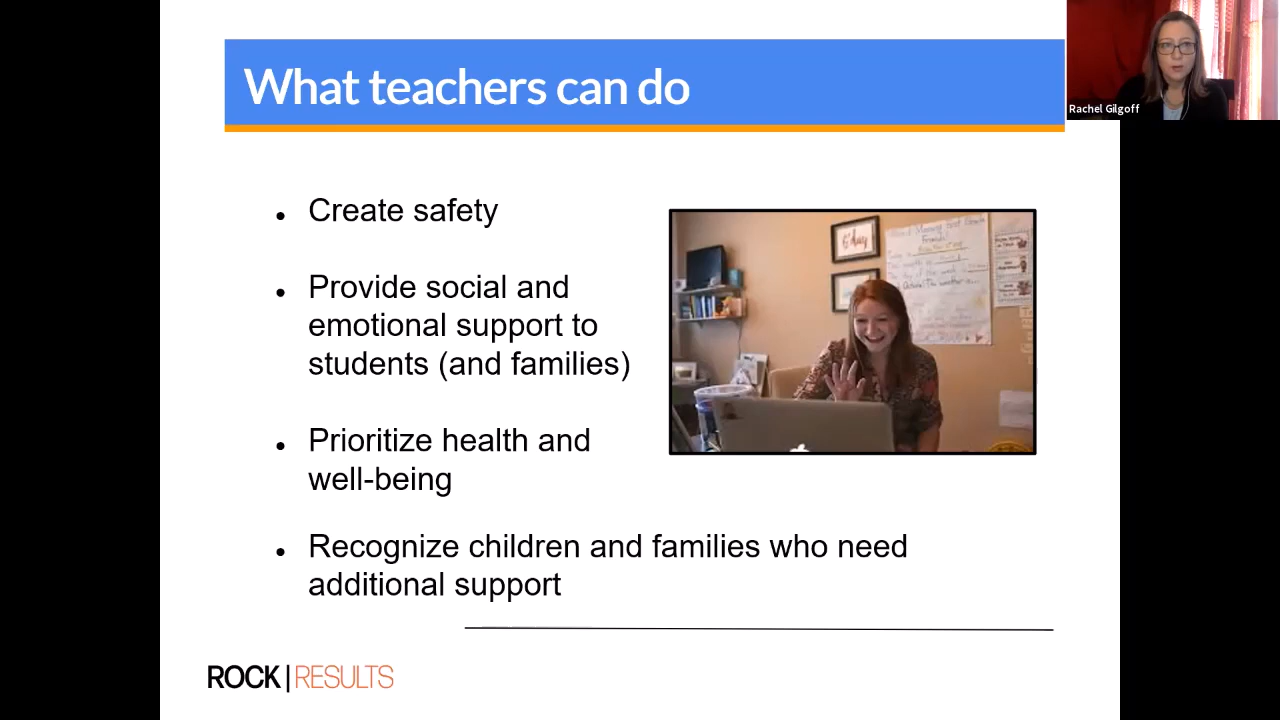 What teachers can do
Rachel Gilgoff
Create safety
Provide social and
emotional support to
students (and families)
Prioritize health and
well-being
Recognize children and families who need
additional support
ROCK|RESULTS